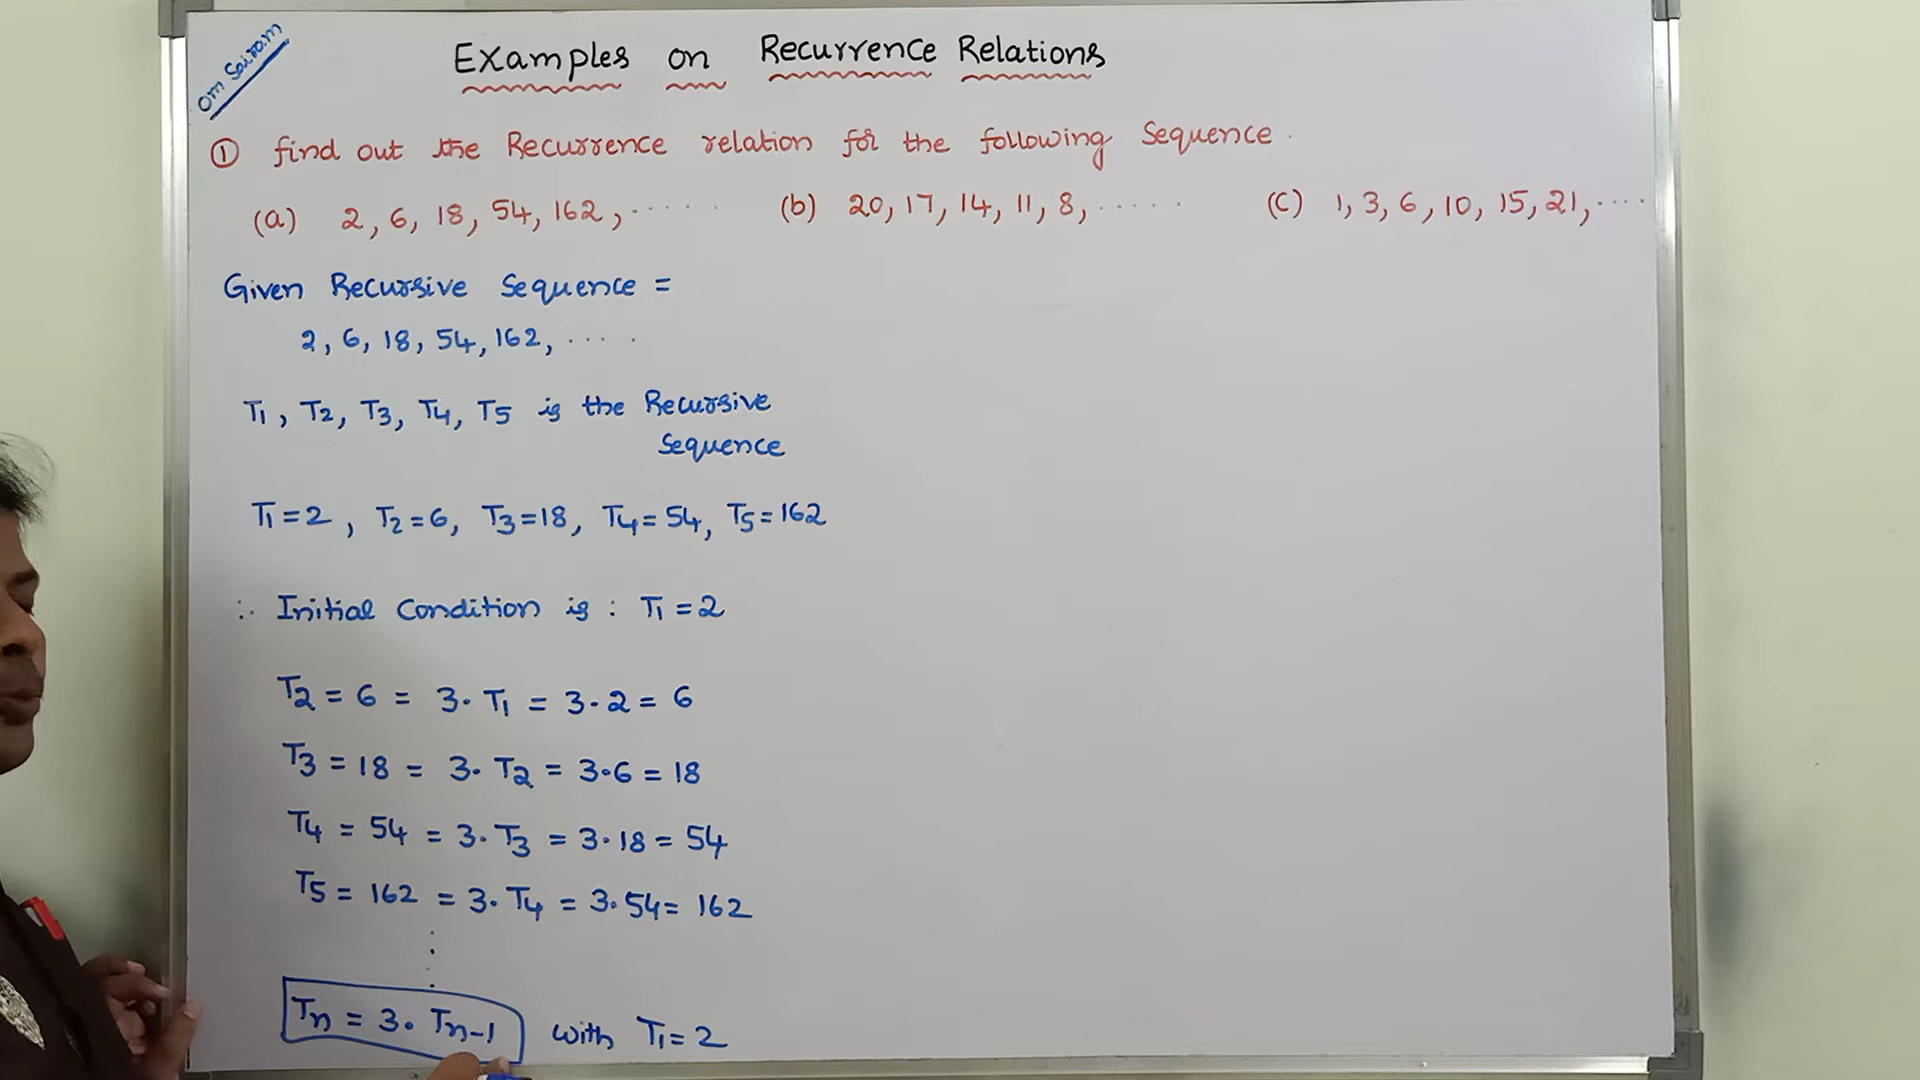 Om Sairam
Examples on Recurrence Relations
① find out the Recurrence relation for the following Sequence.
(a) 2, 6, 18, 54, 162, ..... (b) 20, 17, 14, 11, 8, ..... (c) 1, 3, 6, 10, 15, 21, ....
Given Recursive Sequence =
2, 6, 18, 54, 162, ....
T1, T2, T3, T4, T5 is the Recursive
Sequence
T1 = 2, T2 = 6, T3 = 18, T4 = 54, T5 = 162
∴ Initial Condition is : T1 = 2
T2 = 6 = 3. T1 = 3.2 = 6
T3 = 18 = 3. T2 = 3.6 = 18
T4 = 54 = 3. T3 = 3.18 = 54
T5 = 162 = 3. T4 = 3.54 = 162
Tn = 3. Tn-1 with T1 = 2